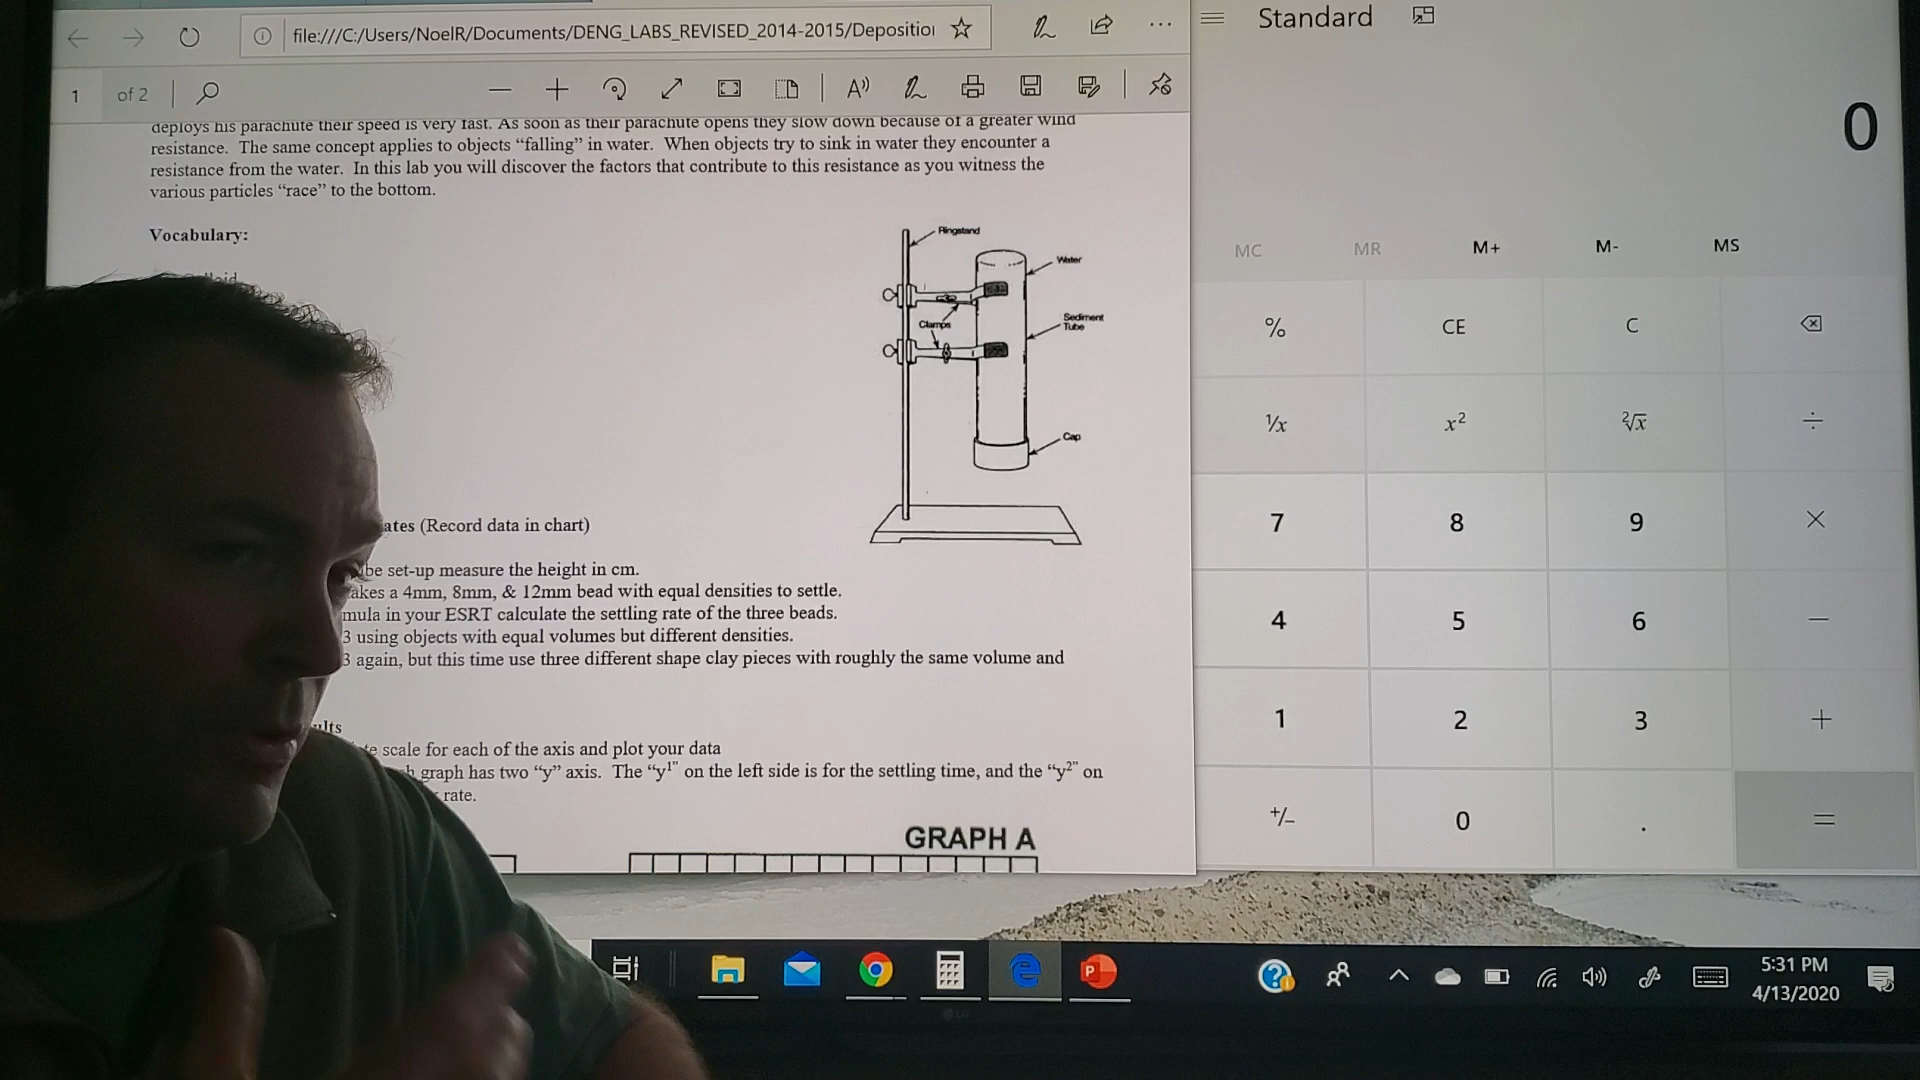 file:///C:/Users/NoelR/Documents/DENG_LABS_REVISED_2014-2015/Deposition
Standard
1 of 2
0
deploys his parachute their speed is very fast. As soon as their parachute opens they slow down because of a greater wind
resistance. The same concept applies to objects “falling” in water. When objects try to sink in water they encounter a
resistance from the water. In this lab you will discover the factors that contribute to this resistance as you witness the
various particles “race” to the bottom.
Vocabulary:
Ringstand
Water
Clamps
Sediment
Tube
Cap
(Record data in chart)
set-up measure the height in cm.
a 4mm, 8mm, & 12mm bead with equal densities to settle.
in your ESRT calculate the settling rate of the three beads.
3 using objects with equal volumes but different densities.
3 again, but this time use three different shape clay pieces with roughly the same volume and
scale for each of the axis and plot your data
graph has two “y” axis. The “y1” on the left side is for the settling time, and the “y2” on
rate.
GRAPH A
MC MR M+ M- MS
% CE C
1/x x2 2√x ÷
7 8 9 ×
4 5 6 −
1 2 3 +
+/- 0 . =
5:31 PM
4/13/2020
LG